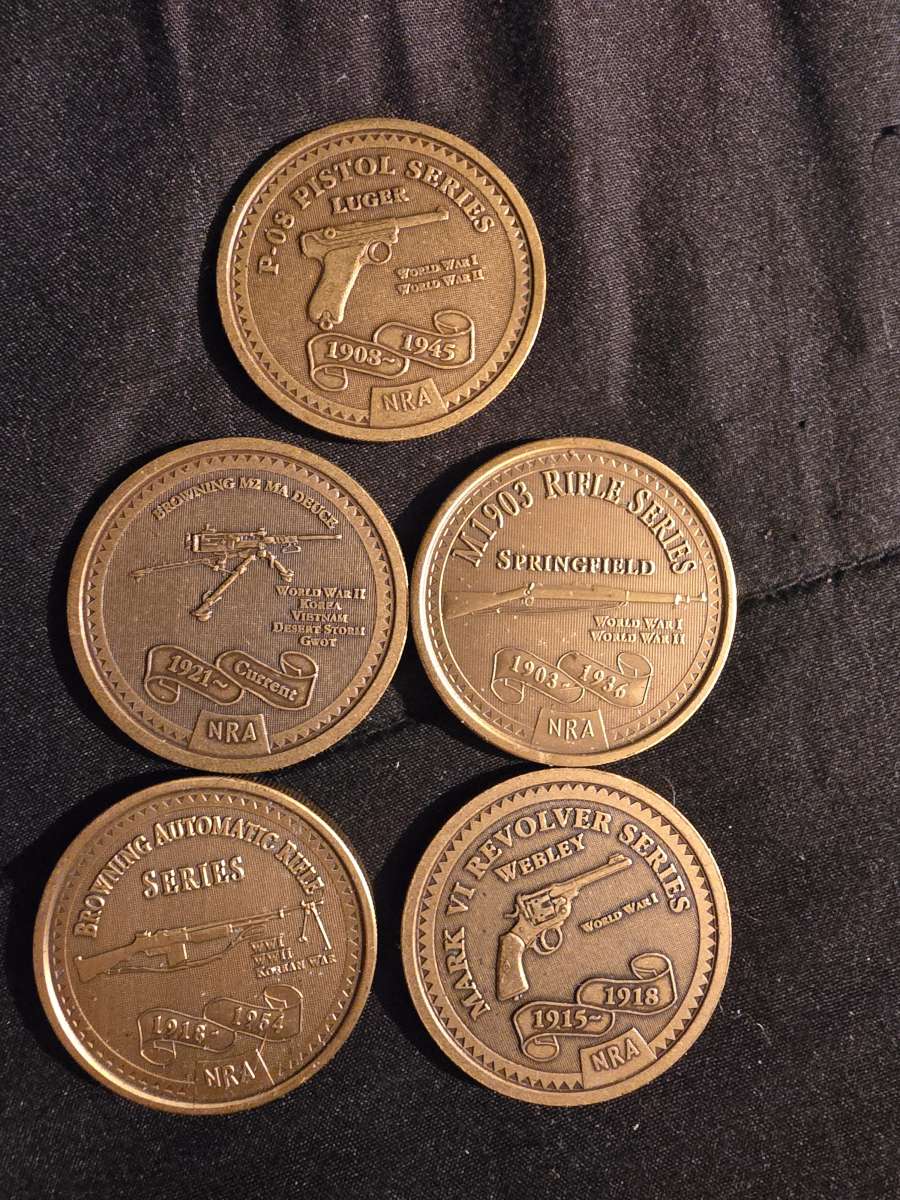 P-08 PISTOL SERIES
LUGER
WORLD WAR I
WORLD WAR II
1908~ 1945
NRA
BROWNING M2 MA DEUCE
WORLD WAR II
KOREA
VIETNAM
DESERT STORM
GWOT
1921~ Current
NRA
M1903 RIFLE SERIES
SPRINGFIELD
WORLD WAR I
WORLD WAR II
1903~ 1936
NRA
BROWNING AUTOMATIC RIFLE
SERIES
WWI
WWII
KOREAN WAR
1918~ 1954
NRA
MARK VI REVOLVER SERIES
WEBLEY
WORLD WAR I
1915~ 1918
NRA